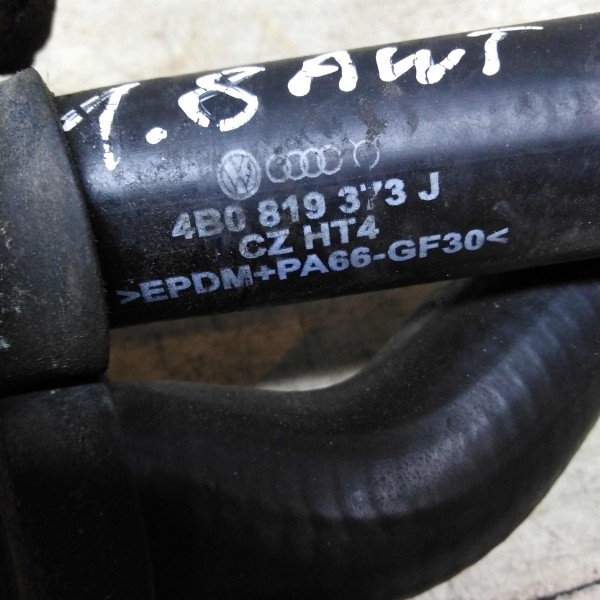 1.8 AWT
4B0 819 373 J
CZ HT4
>EPDM+PA66-GF30<